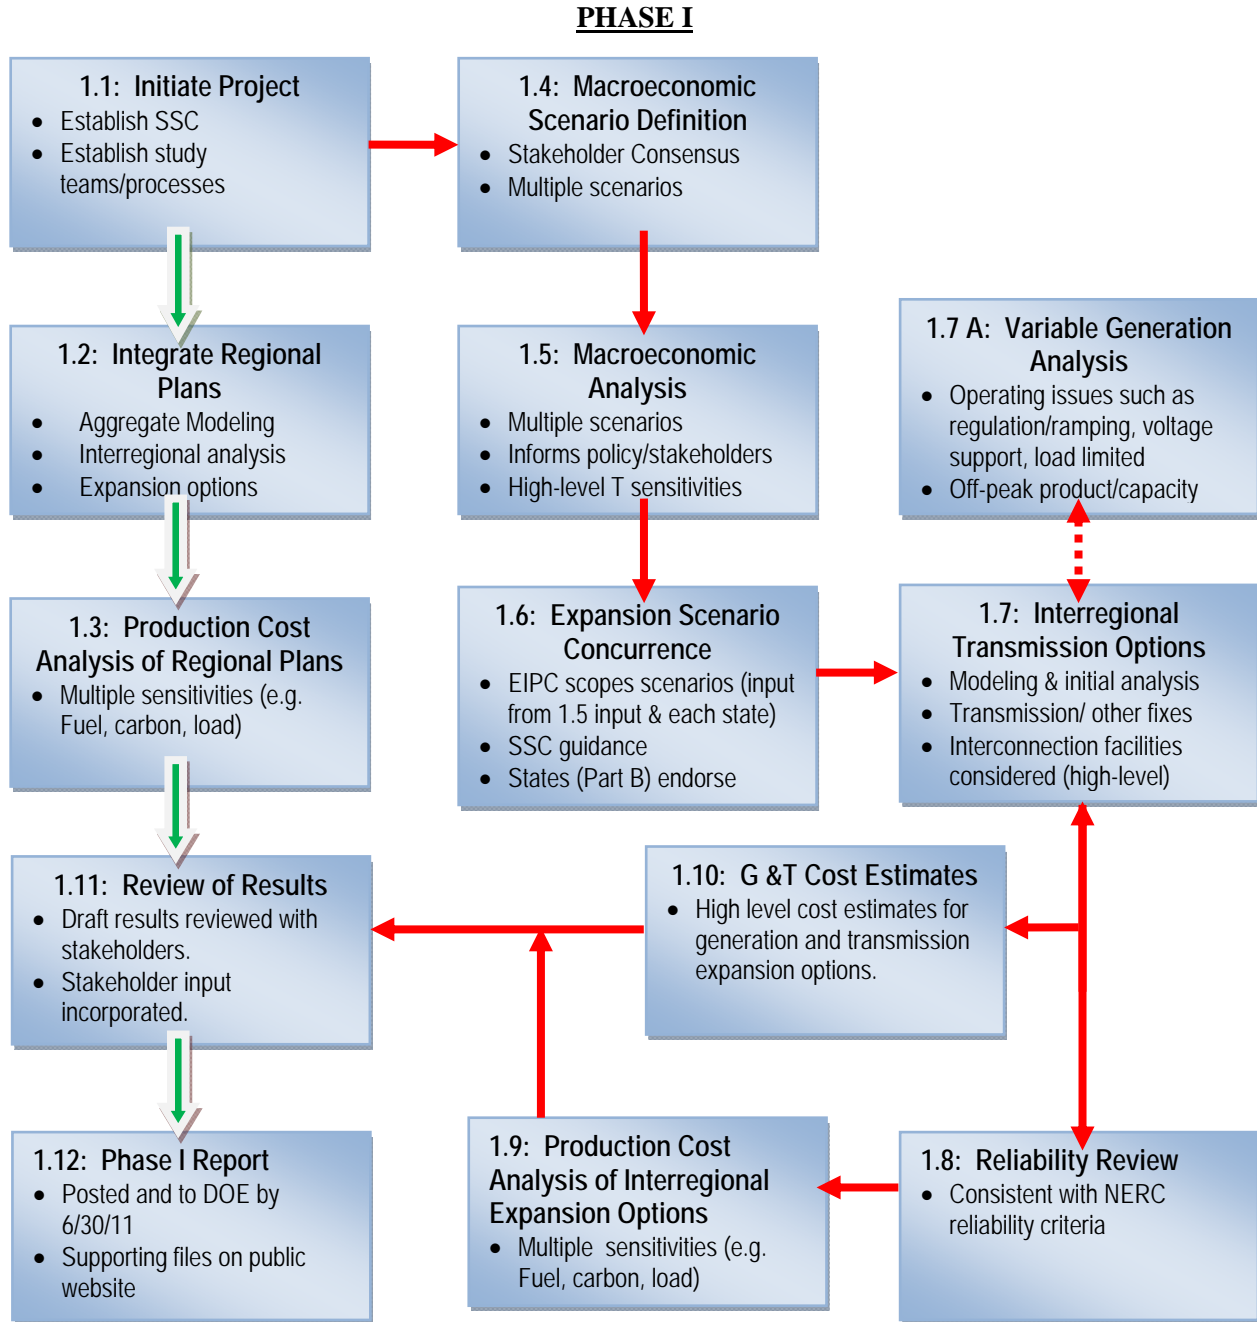 PHASE I
1.1: Initiate Project
• Establish SSC
• Establish study
teams/processes
1.4: Macroeconomic
Scenario Definition
• Stakeholder Consensus
• Multiple scenarios
1.2: Integrate Regional
Plans
• Aggregate Modeling
• Interregional analysis
• Expansion options
1.5: Macroeconomic
Analysis
• Multiple scenarios
• Informs policy/stakeholders
• High-level T sensitivities
1.7 A: Variable Generation
Analysis
• Operating issues such as
regulation/ramping, voltage
support, load limited
• Off-peak product/capacity
1.3: Production Cost
Analysis of Regional Plans
• Multiple sensitivities (e.g.
Fuel, carbon, load)
1.6: Expansion Scenario
Concurrence
• EIPC scopes scenarios (input
from 1.5 input & each state)
• SSC guidance
• States (Part B) endorse
1.7: Interregional
Transmission Options
• Modeling & initial analysis
• Transmission/ other fixes
• Interconnection facilities
considered (high-level)
1.11: Review of Results
• Draft results reviewed with
stakeholders.
• Stakeholder input
incorporated.
1.10: G &T Cost Estimates
• High level cost estimates for
generation and transmission
expansion options.
1.12: Phase I Report
• Posted and to DOE by
6/30/11
• Supporting files on public
website
1.9: Production Cost
Analysis of Interregional
Expansion Options
• Multiple sensitivities (e.g.
Fuel, carbon, load)
1.8: Reliability Review
• Consistent with NERC
reliability criteria